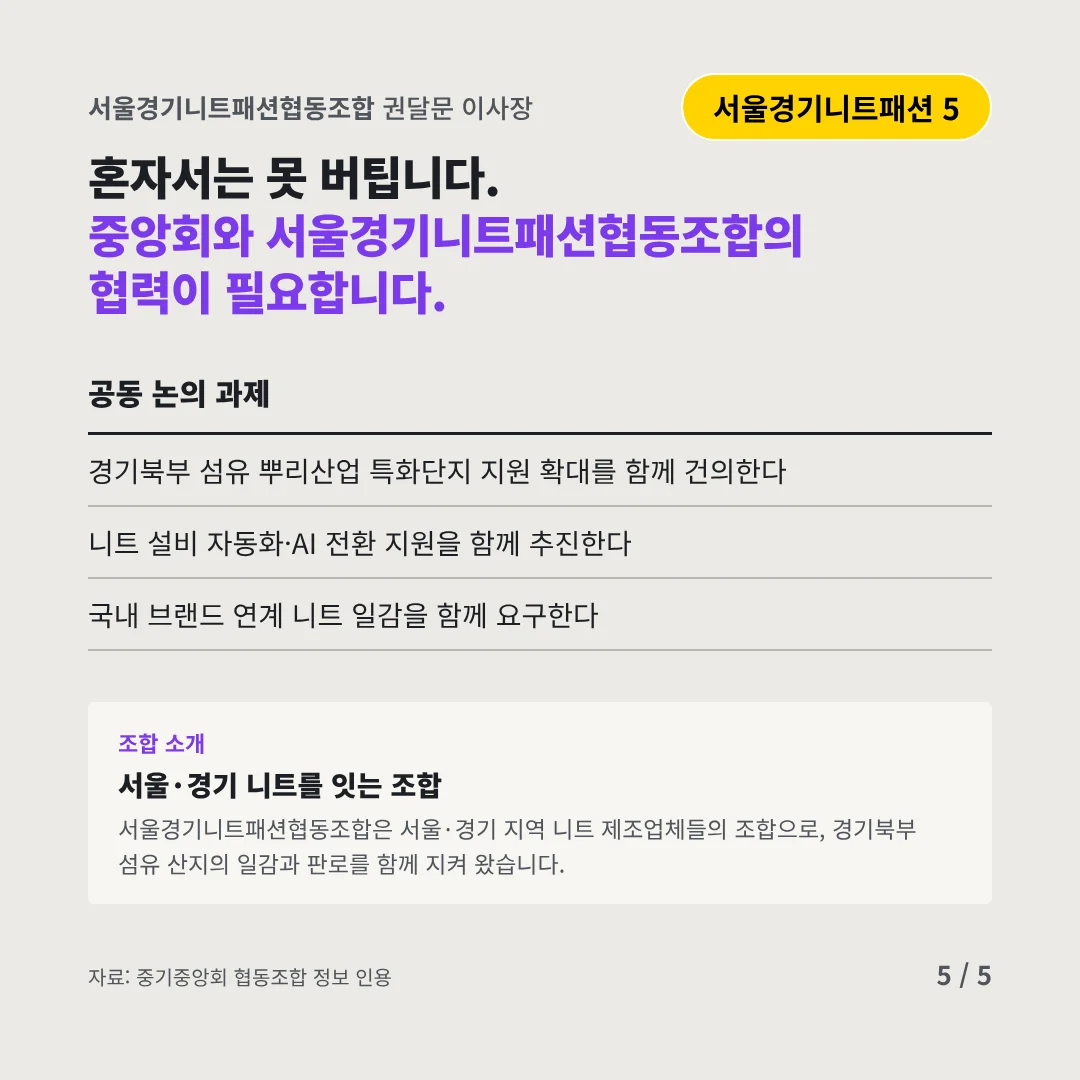 서울경기니트패션협동조합 권달문 이사장
서울경기니트패션 5
혼자서는 못 버팁니다.
중앙회와 서울경기니트패션협동조합의
협력이 필요합니다.
공동 논의 과제
경기북부 섬유 뿌리산업 특화단지 지원 확대를 함께 건의한다
니트 설비 자동화·AI 전환 지원을 함께 추진한다
국내 브랜드 연계 니트 일감을 함께 요구한다
조합 소개
서울·경기 니트를 잇는 조합
서울경기니트패션협동조합은 서울·경기 지역 니트 제조업체들의 조합으로, 경기북부
섬유 산지의 일감과 판로를 함께 지켜 왔습니다.
자료: 중기중앙회 협동조합 정보 인용
5 / 5